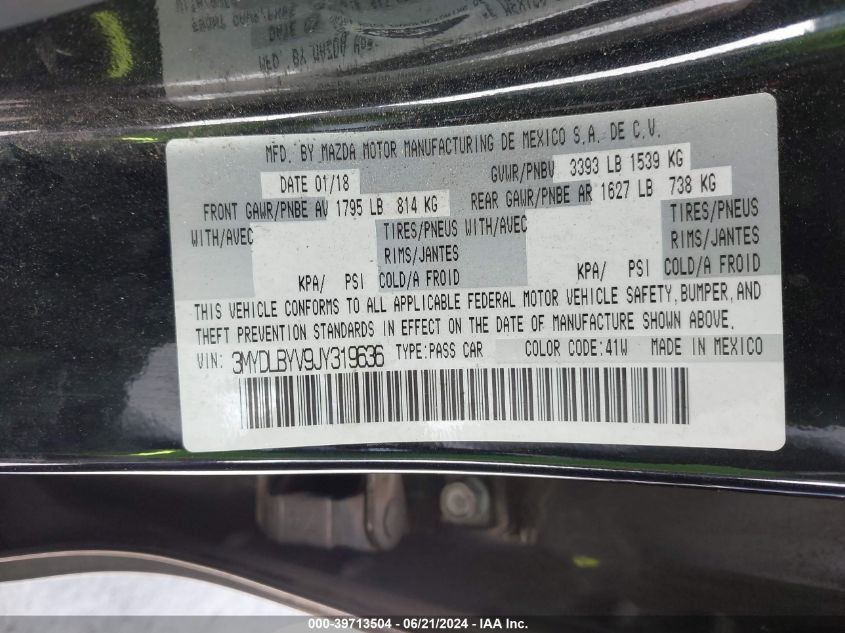 MFD. BY MAZDA MOTOR MANUFACTURING DE MEXICO S.A. DE C.V.
DATE 01/18 GVWR/PNBV 3393 LB 1539 KG
FRONT GAWR/PNBE AV 1795 LB 814 KG REAR GAWR/PNBE AR 1627 LB 738 KG
WITH/AVEC TIRES/PNEUS WITH/AVEC TIRES/PNEUS
RIMS/JANTES RIMS/JANTES
KPA/ PSI COLD/A FROID KPA/ PSI COLD/A FROID
THIS VEHICLE CONFORMS TO ALL APPLICABLE FEDERAL MOTOR VEHICLE SAFETY, BUMPER, AND
THEFT PREVENTION STANDARDS IN EFFECT ON THE DATE OF MANUFACTURE SHOWN ABOVE.
VIN: 3MYDLBYV9JY319636 TYPE:PASS CAR COLOR CODE:41W MADE IN MEXICO
000-39713504 / 06/21/2024 / IAA Inc.